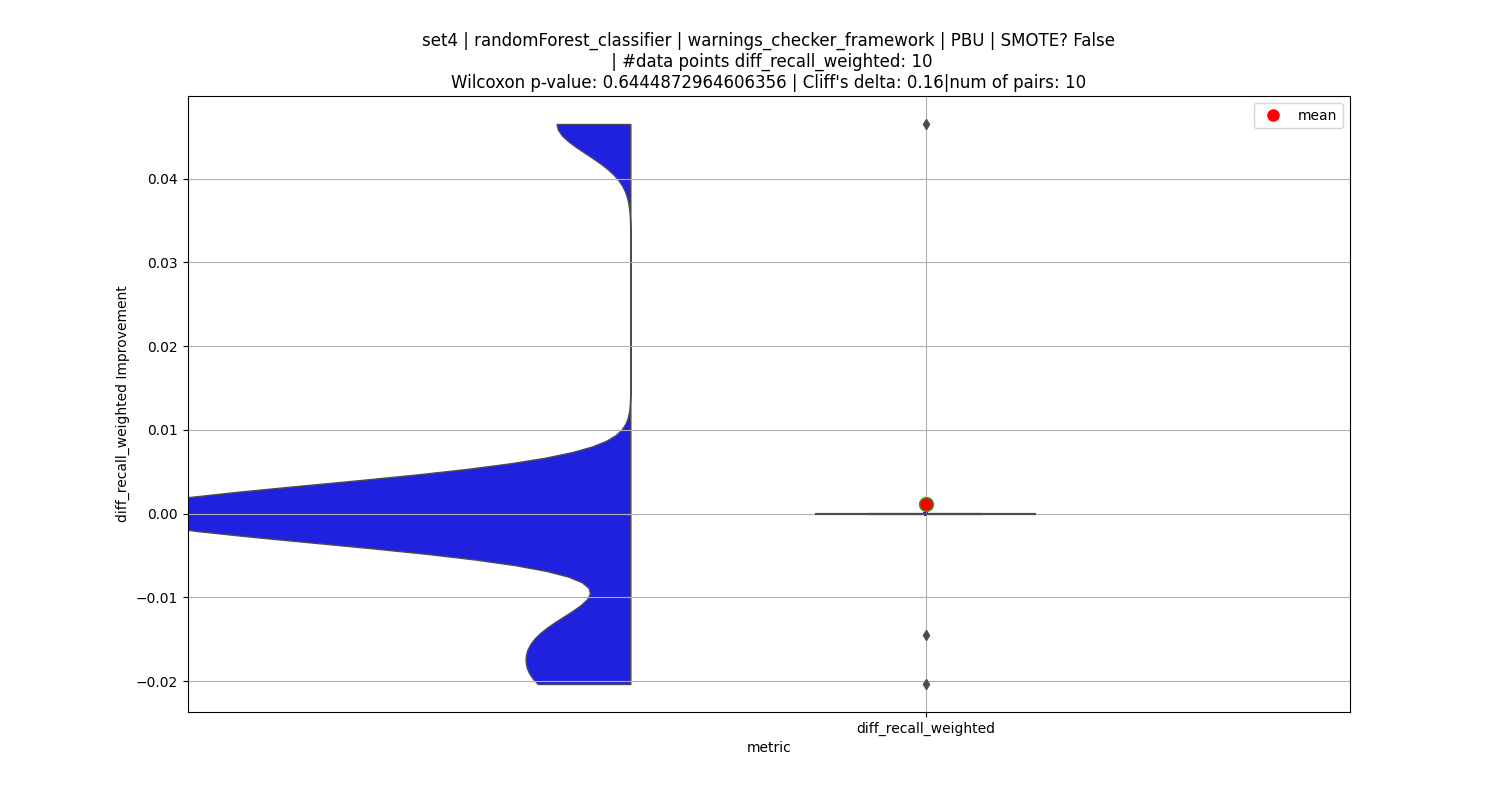 set4 | randomForest_classifier | warnings_checker_framework | PBU | SMOTE? False
| #data points diff_recall_weighted: 10
Wilcoxon p-value: 0.6444872964606356 | Cliff's delta: 0.16|num of pairs: 10
mean
0.04
0.03
0.02
0.01
0.00
−0.01
−0.02
diff_recall_weighted Improvement
diff_recall_weighted
metric